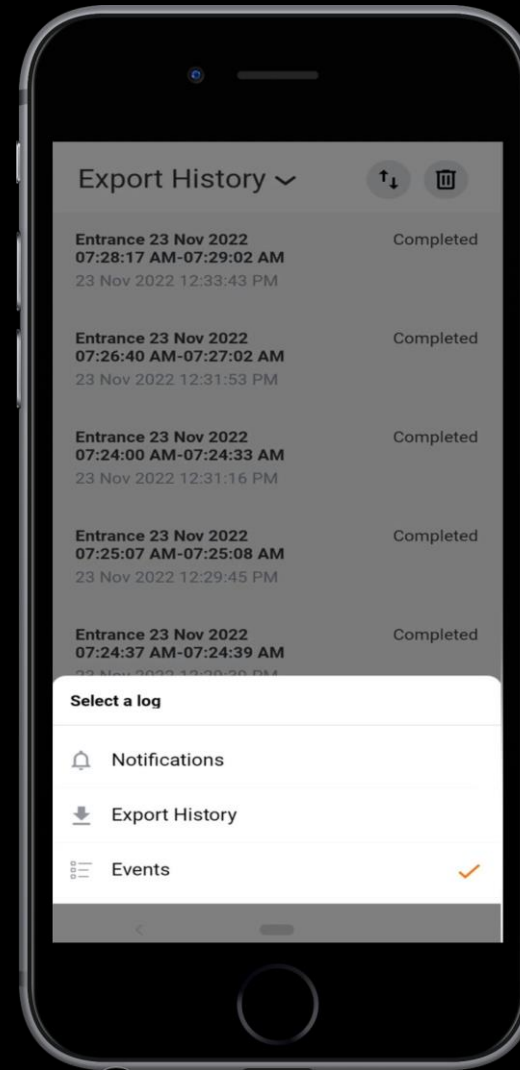 Export History
Entrance 23 Nov 2022
07:28:17 AM-07:29:02 AM
Completed
23 Nov 2022 12:33:43 PM
Entrance 23 Nov 2022
07:26:40 AM-07:27:02 AM
Completed
23 Nov 2022 12:31:53 PM
Entrance 23 Nov 2022
07:24:00 AM-07:24:33 AM
Completed
23 Nov 2022 12:31:16 PM
Entrance 23 Nov 2022
07:25:07 AM-07:25:08 AM
Completed
23 Nov 2022 12:29:45 PM
Entrance 23 Nov 2022
07:24:37 AM-07:24:39 AM
Completed
Select a log
Notifications
Export History
Events